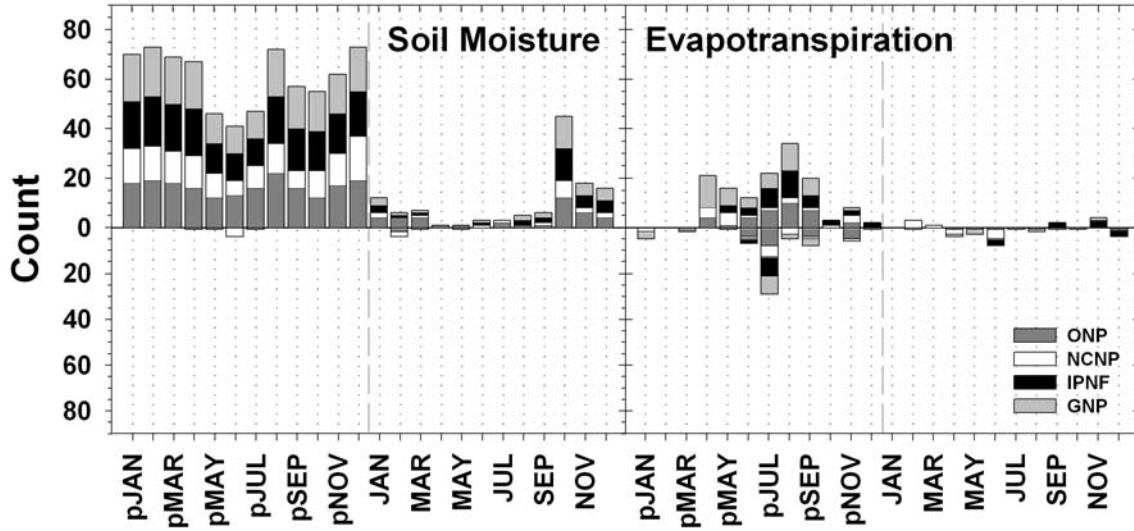 Soil Moisture
Evapotranspiration
Count
80
60
40
20
0
20
40
60
80
ONP
NCNP
IPNF
GNP
pJAN
pMAR
pMAY
pJUL
pSEP
pNOV
JAN
MAR
MAY
JUL
SEP
NOV
pJAN
pMAR
pMAY
pJUL
pSEP
pNOV
JAN
MAR
MAY
JUL
SEP
NOV